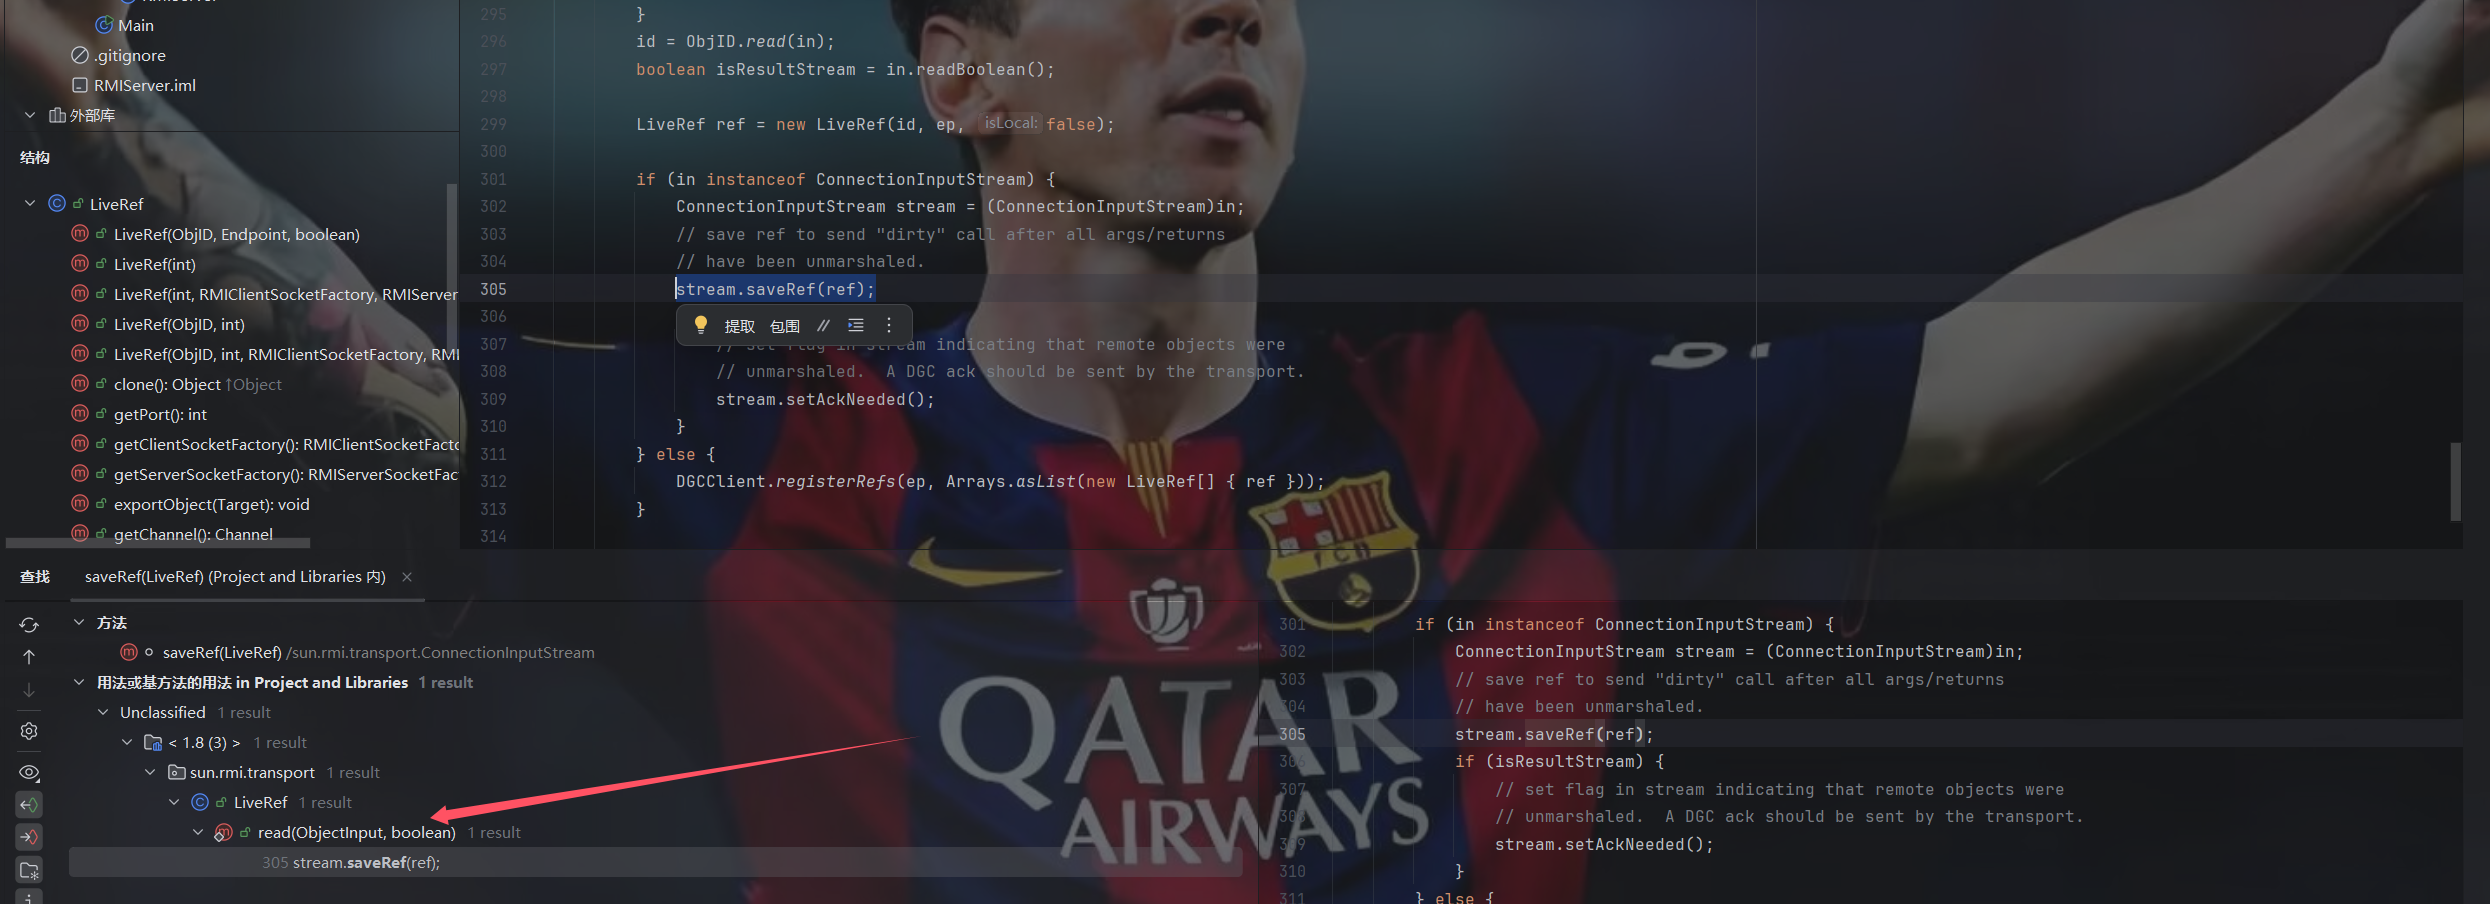 Main
.gitignore
RMIServer.iml
外部库
结构
LiveRef
LiveRef(ObjID, Endpoint, boolean)
LiveRef(int)
LiveRef(int, RMIClientSocketFactory, RMIServer
LiveRef(ObjID, int)
LiveRef(ObjID, int, RMIClientSocketFactory, RMI
clone(): Object ↑Object
getPort(): int
getClientSocketFactory(): RMIClientSocketFacto
getServerSocketFactory(): RMIServerSocketFac
exportObject(Target): void
getChannel(): Channel
295 }
296 id = ObjID.read(in);
297 boolean isResultStream = in.readBoolean();
298
299 LiveRef ref = new LiveRef(id, ep, isLocal: false);
300
301 if (in instanceof ConnectionInputStream) {
302 ConnectionInputStream stream = (ConnectionInputStream)in;
303 // save ref to send "dirty" call after all args/returns
304 // have been unmarshaled.
305 stream.saveRef(ref);
306
提取 包围 //
307 // set flag in stream indicating that remote objects were
308 // unmarshaled.  A DGC ack should be sent by the transport.
309 stream.setAckNeeded();
310 }
311 } else {
312 DGCClient.registerRefs(ep, Arrays.asList(new LiveRef[] { ref }));
313 }
314
查找 saveRef(LiveRef) (Project and Libraries 内) ×
方法
saveRef(LiveRef) /sun.rmi.transport.ConnectionInputStream
用法或基方法的用法 in Project and Libraries 1 result
Unclassified 1 result
< 1.8 (3) > 1 result
sun.rmi.transport 1 result
LiveRef 1 result
read(ObjectInput, boolean) 1 result
305 stream.saveRef(ref);
301 if (in instanceof ConnectionInputStream) {
302 ConnectionInputStream stream = (ConnectionInputStream)in;
303 // save ref to send "dirty" call after all args/returns
304 // have been unmarshaled.
305 stream.saveRef(ref);
306 if (isResultStream) {
307 // set flag in stream indicating that remote objects were
308 // unmarshaled.  A DGC ack should be sent by the transport.
309 stream.setAckNeeded();
310 }
311 } else {
FCB
QATAR
AIRWAYS